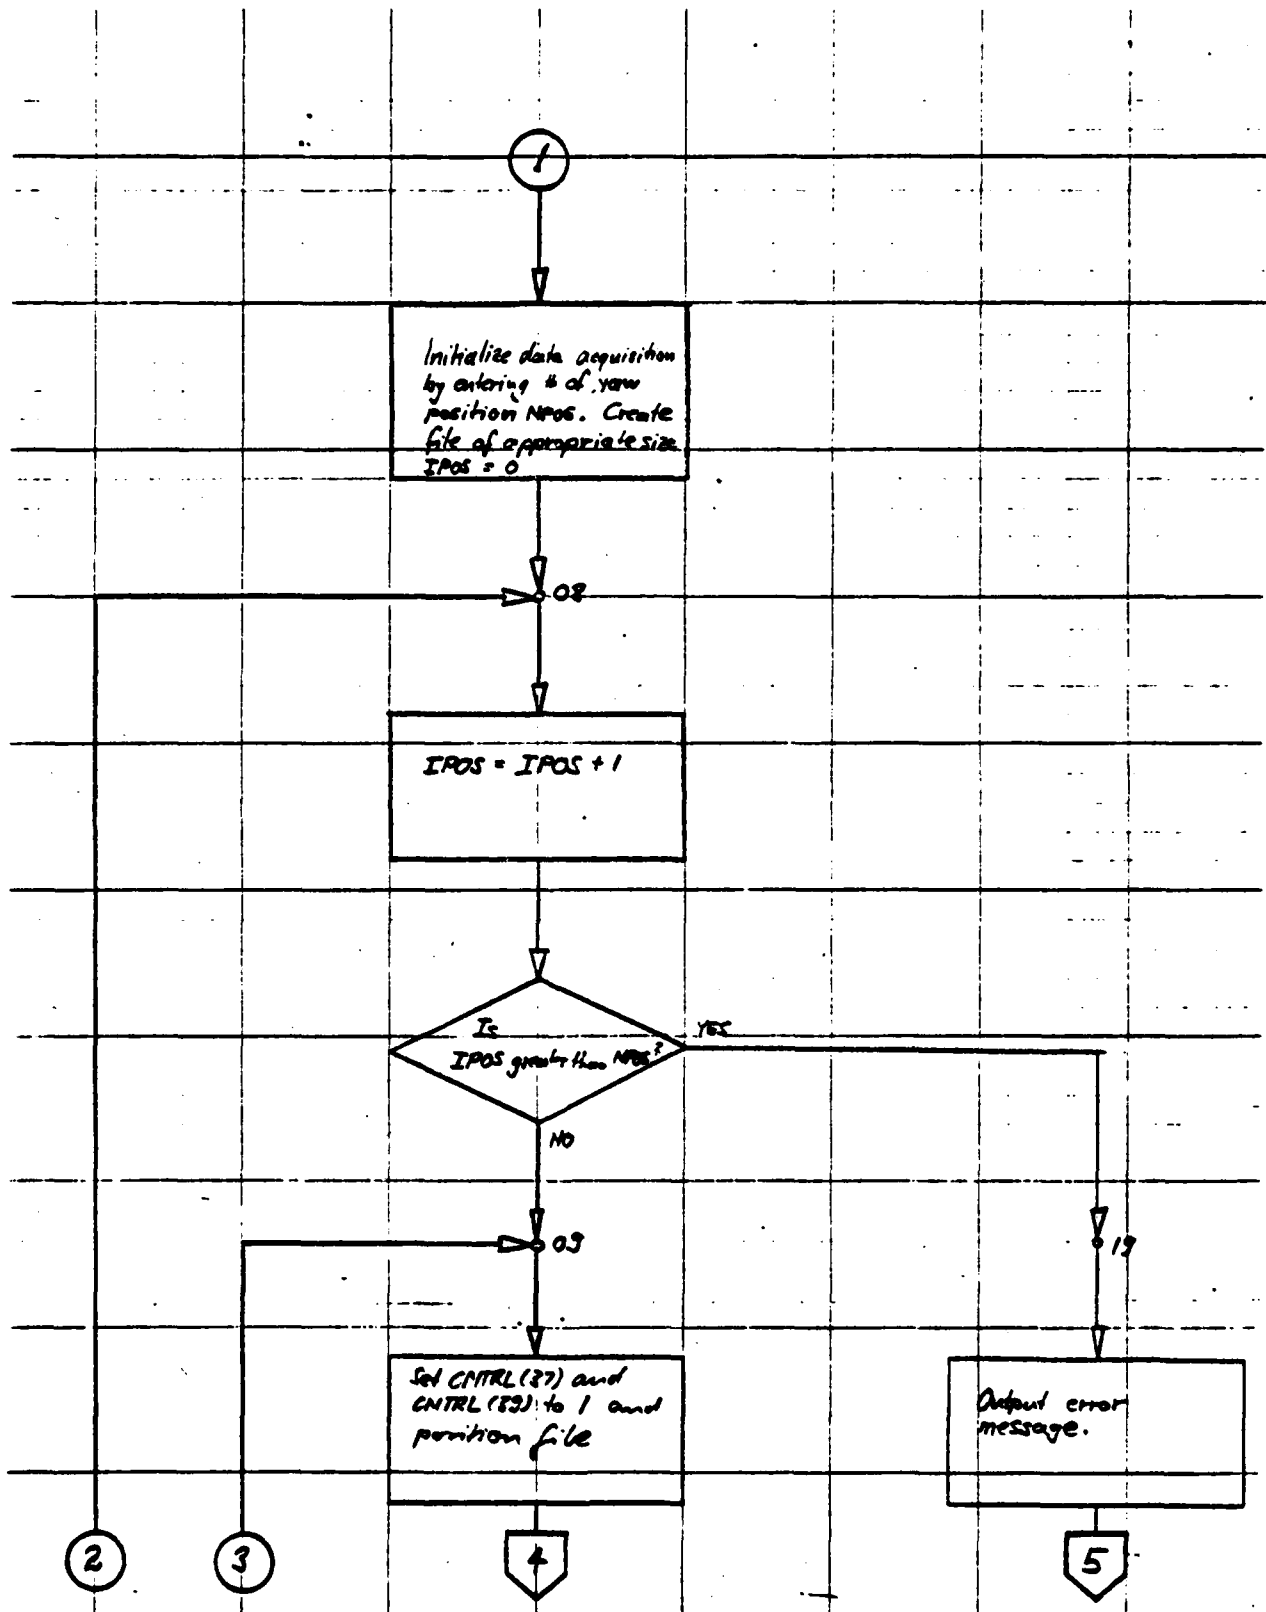 1
Initialize data acquisition
by entering # of yaw
position NPOS. Create
file of appropriate size
IPOS = 0
08
IPOS = IPOS + 1
Is
IPOS greater than NPOS?
YES
NO
09
19
Set CNTRL(37) and
CNTRL(39) to 1 and
position file
Output error
message.
2
3
4
5